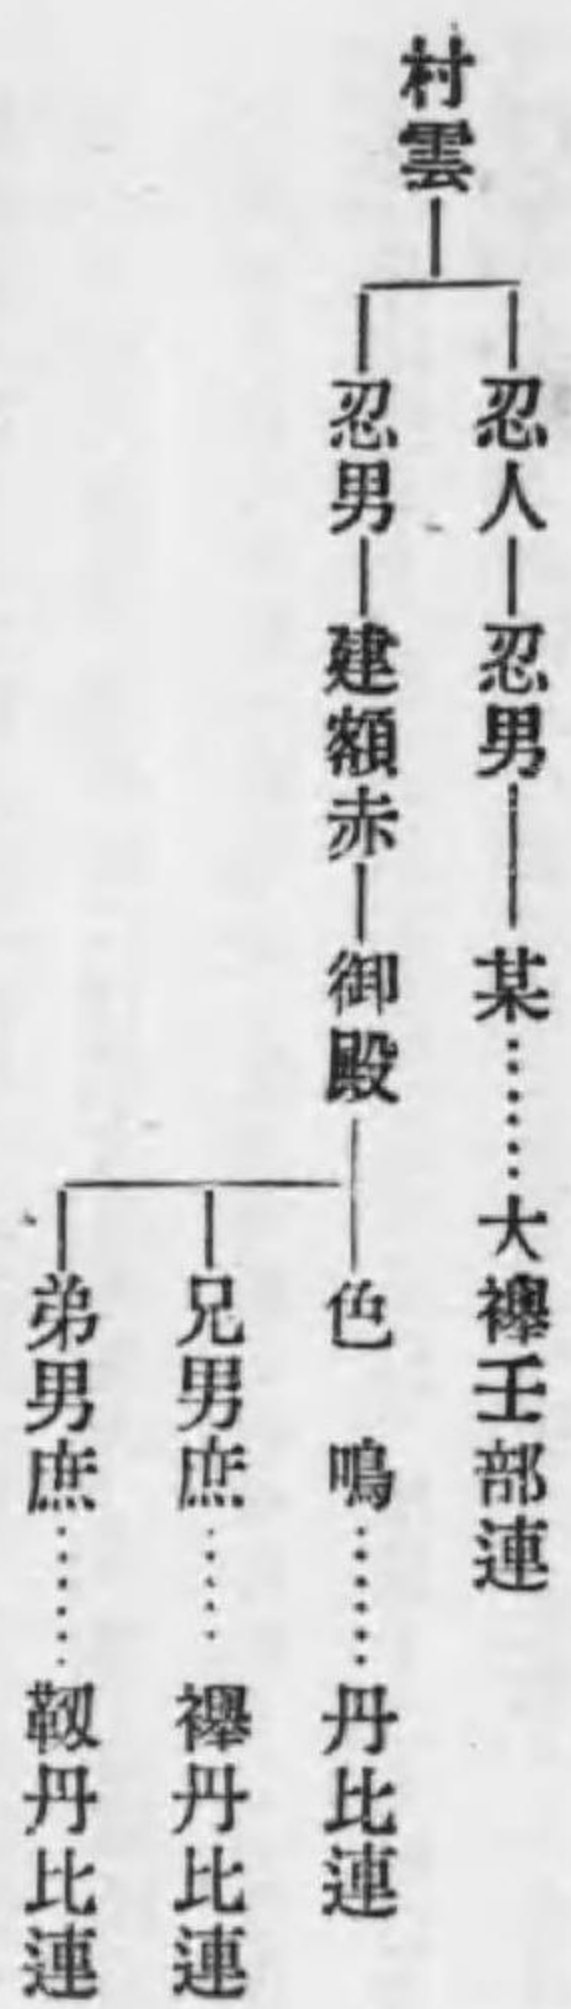 村雲
忍人―忍男―某……大襷壬部連
忍男―建額赤―御殿
色鳴……丹比連
兄男庶……襷丹比連
弟男庶……靱丹比連